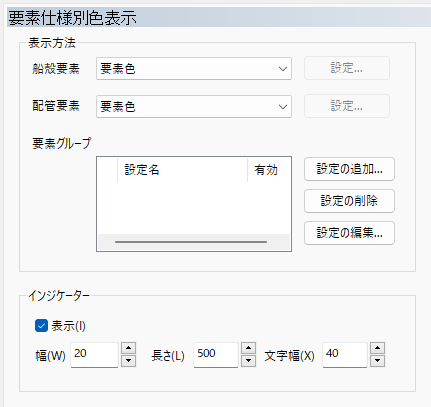 要素仕様別色表示
表示方法
船殻要素 要素色 設定...
配管要素 要素色 設定...
要素グループ
設定名 有効
設定の追加...
設定の削除
設定の編集...
インジケーター
表示(I)
幅(W) 20 長さ(L) 500 文字幅(X) 40